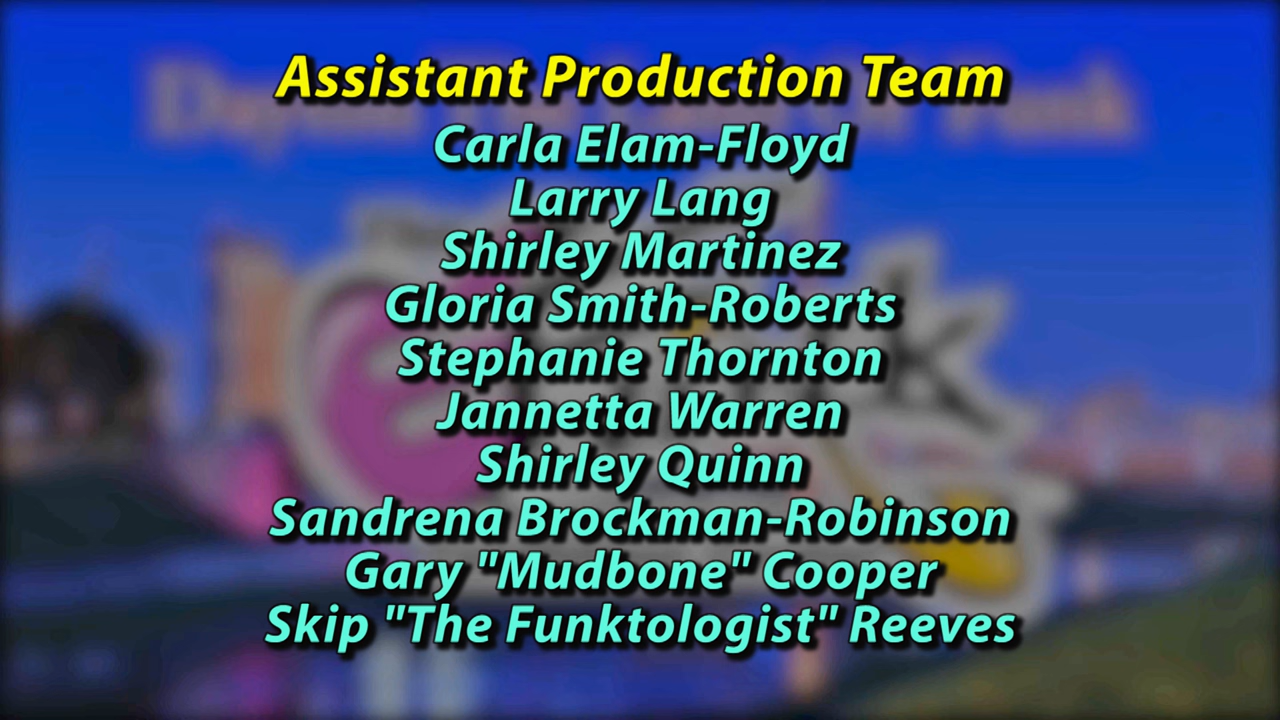 Assistant Production Team
Carla Elam-Floyd
Larry Lang
Shirley Martinez
Gloria Smith-Roberts
Stephanie Thornton
Jannetta Warren
Shirley Quinn
Sandrena Brockman-Robinson
Gary "Mudbone" Cooper
Skip "The Funktologist" Reeves